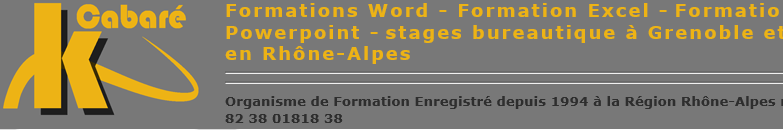 Cabaré
K
Formations Word - Formation Excel - Formatio
Powerpoint - stages bureautique à Grenoble et
en Rhône-Alpes
Organisme de Formation Enregistré depuis 1994 à la Région Rhône-Alpes
82 38 01818 38